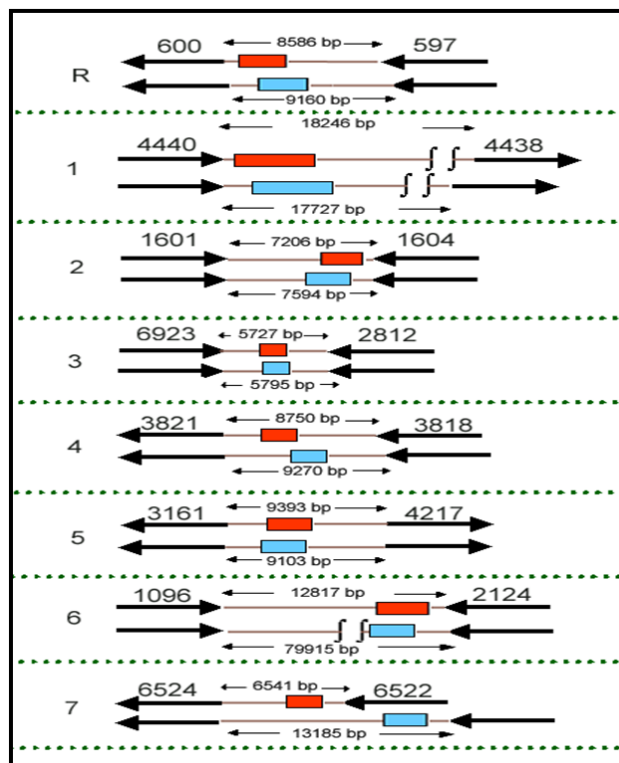 8586 bp
600 597
R
9160 bp
18246 bp
4440 4438
1
17727 bp
7206 bp
1601 1604
2
7594 bp
5727 bp
6923 2812
3
5795 bp
8750 bp
3821 3818
4
9270 bp
9393 bp
3161 4217
5
9103 bp
12817 bp
1096 2124
6
79915 bp
6541 bp
6524 6522
7
13185 bp